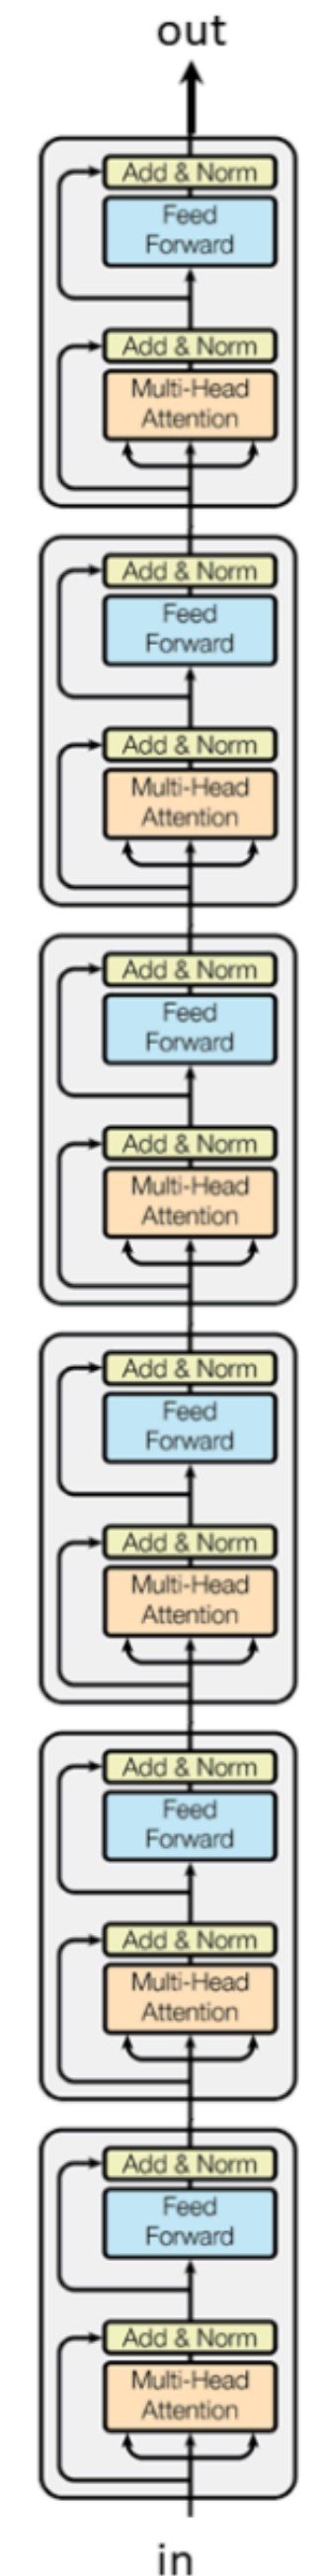 out
Add & Norm
Feed
Forward
Add & Norm
Multi-Head
Attention
Add & Norm
Feed
Forward
Add & Norm
Multi-Head
Attention
Add & Norm
Feed
Forward
Add & Norm
Multi-Head
Attention
Add & Norm
Feed
Forward
Add & Norm
Multi-Head
Attention
Add & Norm
Feed
Forward
Add & Norm
Multi-Head
Attention
Add & Norm
Feed
Forward
Add & Norm
Multi-Head
Attention
in